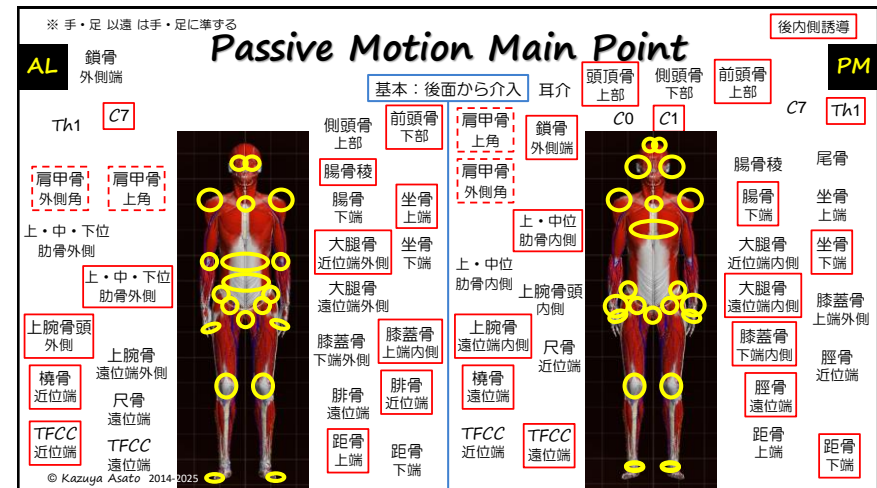 ※ 手・足 以遠 は手・足に準ずる
後内側誘導
Passive Motion Main Point
AL
PM
基本：後面から介入
鎖骨
外側端
Th1
C7
肩甲骨
外側角
肩甲骨
上角
上・中・下位
肋骨外側
上・中・下位
肋骨外側
上腕骨頭
外側
上腕骨
遠位端外側
橈骨
近位端
尺骨
遠位端
TFCC
近位端
TFCC
遠位端
© Kazuya Asato 2014-2025
側頭骨
上部
前頭骨
下部
腸骨稜
腸骨
下端
坐骨
上端
大腿骨
近位端外側
坐骨
下端
大腿骨
遠位端外側
膝蓋骨
下端外側
膝蓋骨
上端内側
腓骨
遠位端
腓骨
近位端
距骨
上端
距骨
下端
耳介
頭頂骨
上部
側頭骨
下部
前頭骨
上部
C0
C1
C7
Th1
肩甲骨
上角
鎖骨
外側端
肩甲骨
外側角
上・中位
肋骨内側
上・中位
肋骨内側
上腕骨頭
内側
上腕骨
遠位端内側
尺骨
近位端
橈骨
遠位端
TFCC
近位端
TFCC
遠位端
腸骨稜
尾骨
腸骨
下端
坐骨
上端
大腿骨
近位端内側
坐骨
下端
大腿骨
遠位端内側
膝蓋骨
上端外側
膝蓋骨
下端内側
脛骨
近位端
脛骨
遠位端
距骨
上端
距骨
下端